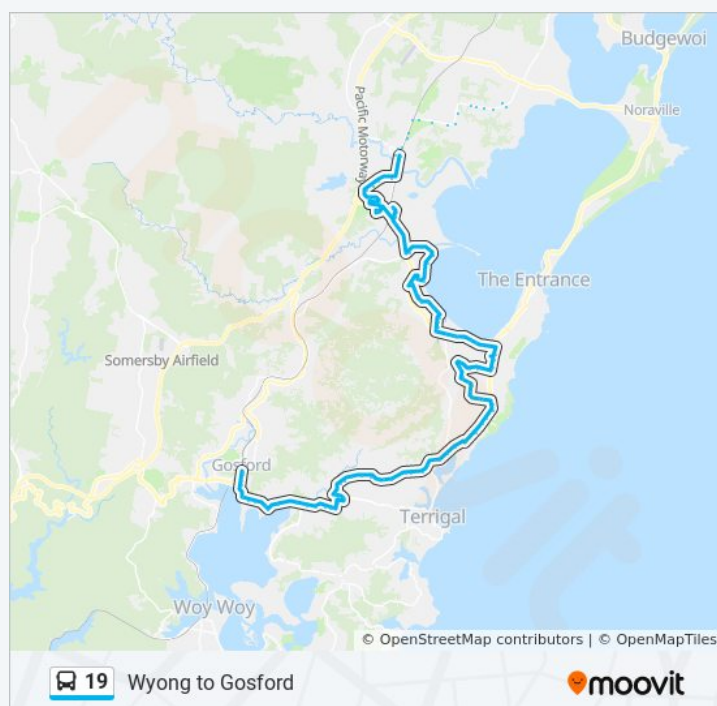 Budgewoi
Noraville
Pacific Motorway
The Entrance
Somersby Airfield
Gosford
Terrigal
Woy Woy
© OpenStreetMap contributors | © OpenMapTiles
19 Wyong to Gosford
moovit